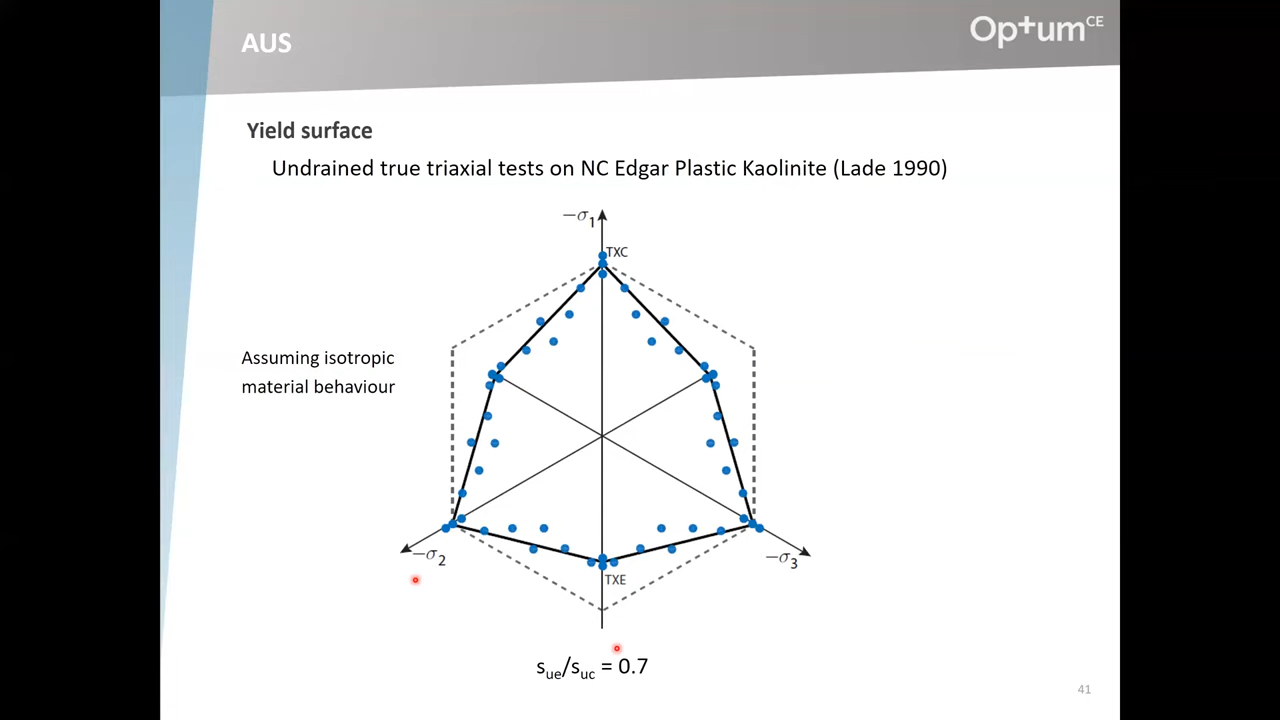 AUS
Op+um CE
Yield surface
Undrained true triaxial tests on NC Edgar Plastic Kaolinite (Lade 1990)
−σ1
TXC
Assuming isotropic
material behaviour
−σ2
−σ3
TXE
sue/suc = 0.7
41